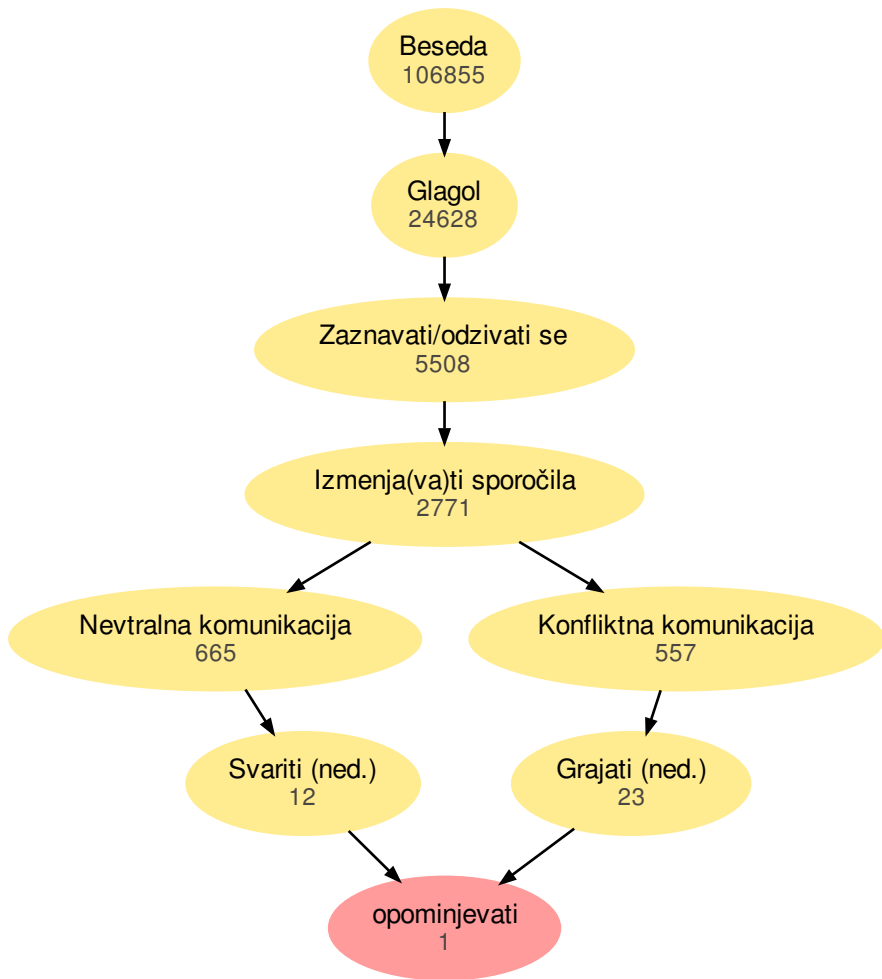 Beseda
106855
Glagol
24628
Zaznavati/odzivati se
5508
Izmenja(va)ti sporočila
2771
Nevtralna komunikacija
665
Konfliktna komunikacija
557
Svariti (ned.)
12
Grajati (ned.)
23
opominjevati
1